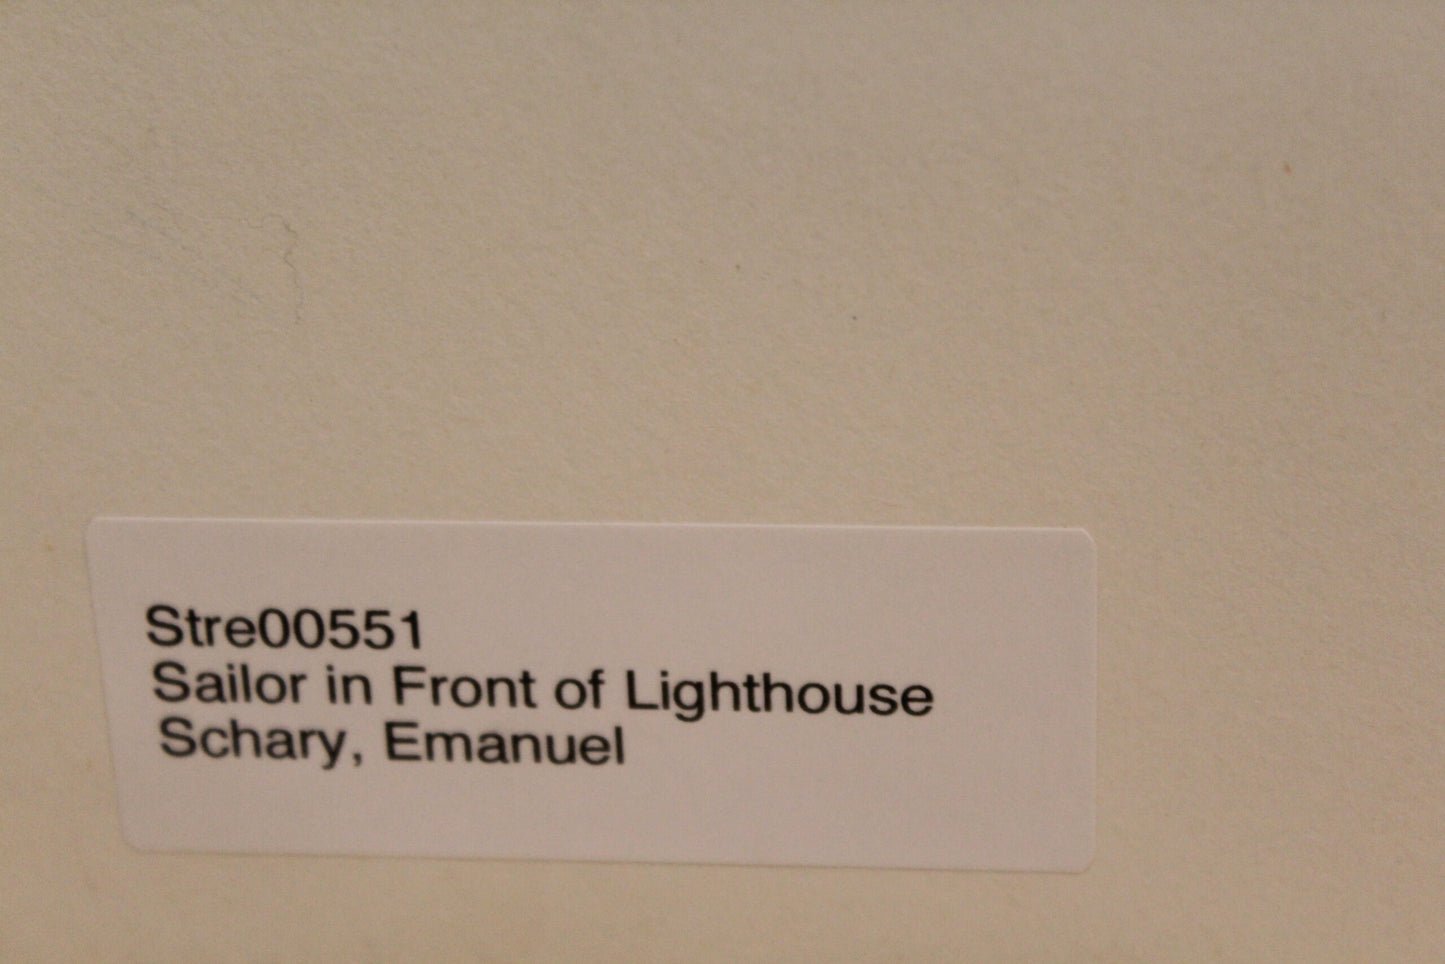 Stre00551
Sailor in Front of Lighthouse
Schary, Emanuel